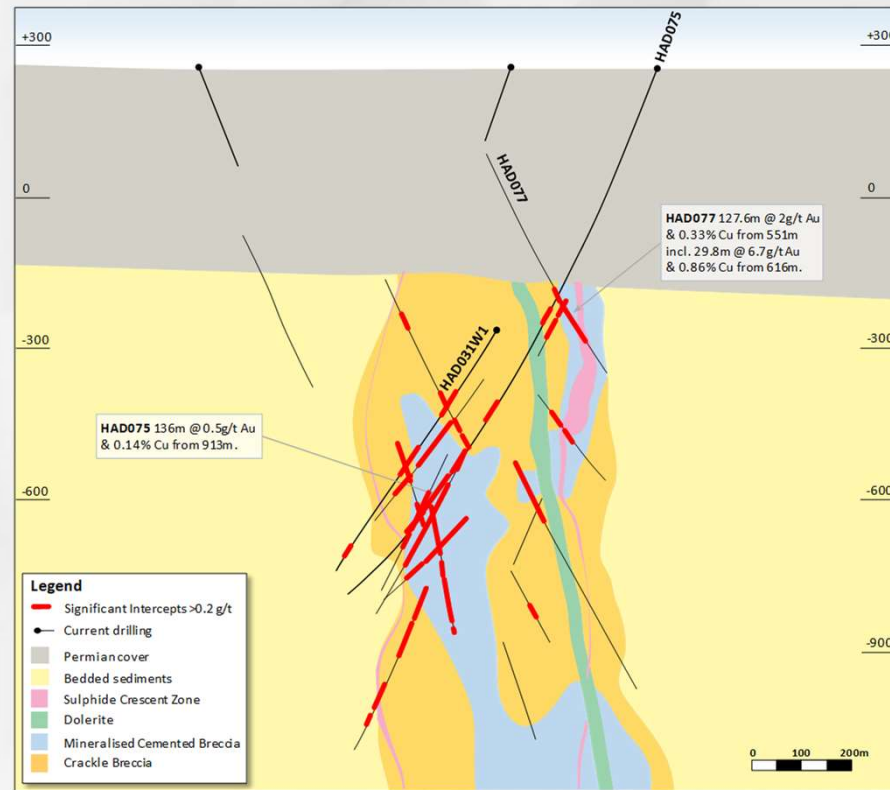 +300
+300
HAD075
HAD077
0
0
HAD077 127.6m @ 2g/t Au
& 0.33% Cu from 551m
incl. 29.8m @ 6.7g/t Au
& 0.86% Cu from 616m.
-300
-300
HAD031W1
HAD075 136m @ 0.5g/t Au
& 0.14% Cu from 913m.
-600
-600
Legend
Significant Intercepts >0.2 g/t
Current drilling
Permian cover
Bedded sediments
Sulphide Crescent Zone
Dolerite
Mineralised Cemented Breccia
Crackle Breccia
-900
0 100 200m